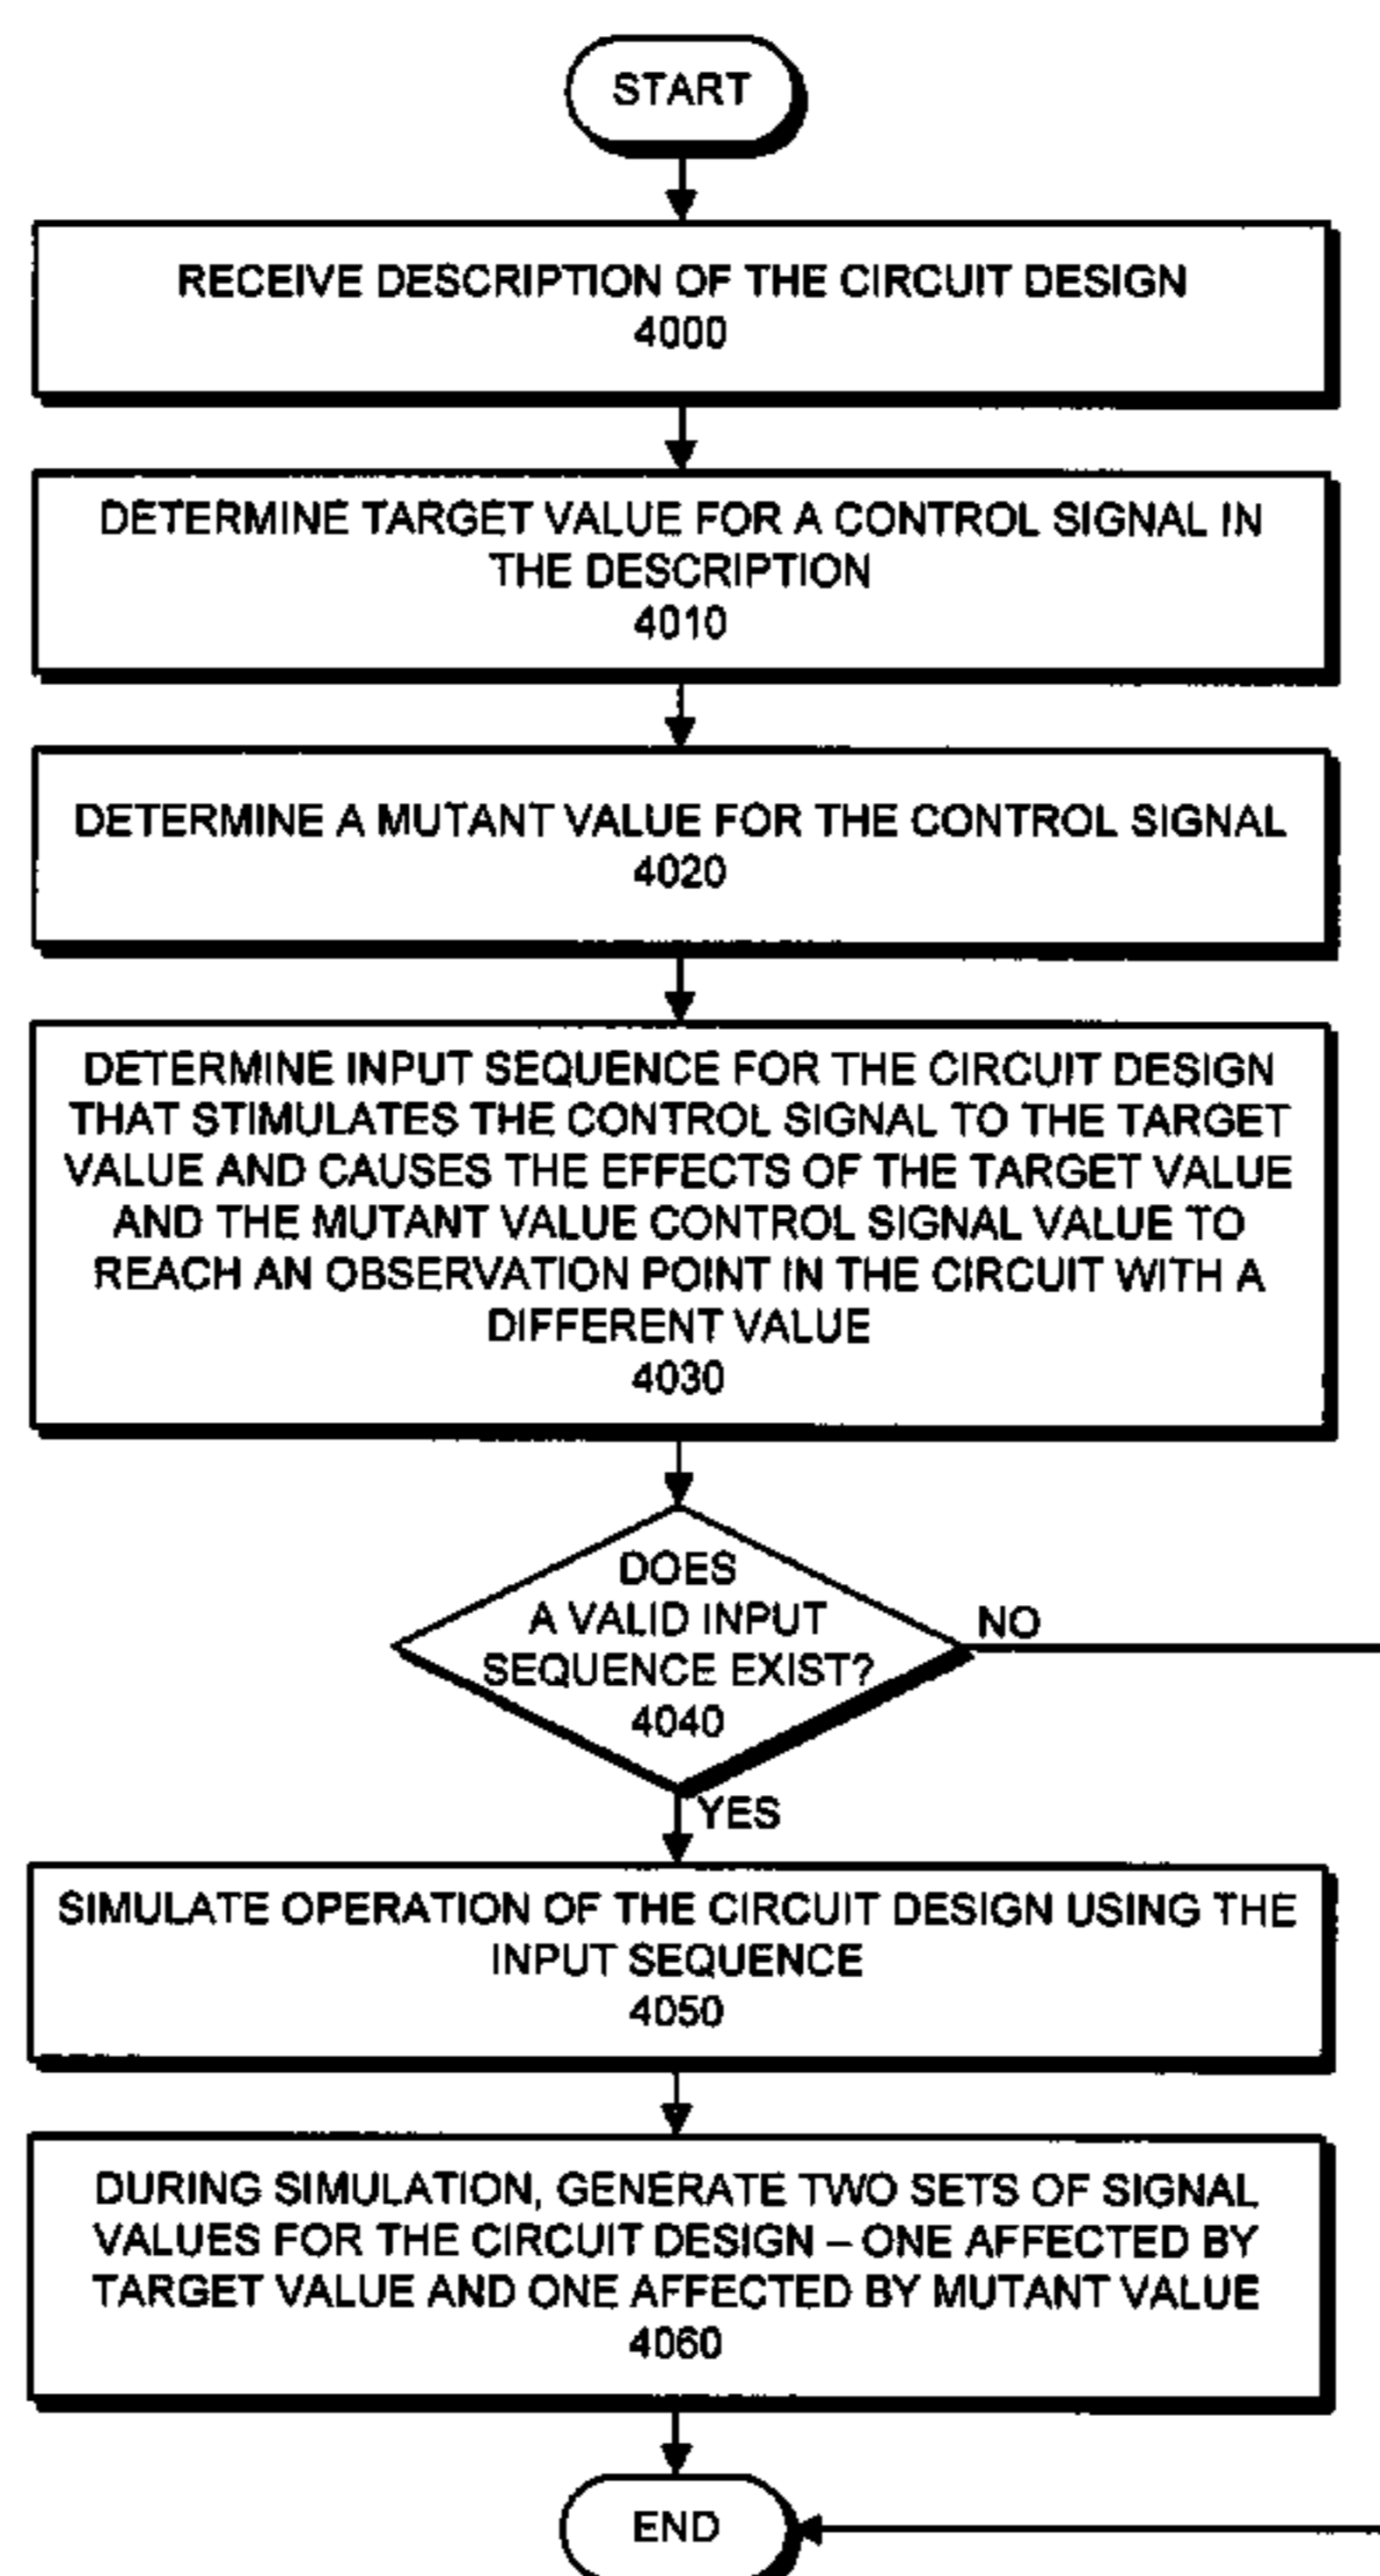 START
RECEIVE DESCRIPTION OF THE CIRCUIT DESIGN
4000
DETERMINE TARGET VALUE FOR A CONTROL SIGNAL IN
THE DESCRIPTION
4010
DETERMINE A MUTANT VALUE FOR THE CONTROL SIGNAL
4020
DETERMINE INPUT SEQUENCE FOR THE CIRCUIT DESIGN
THAT STIMULATES THE CONTROL SIGNAL TO THE TARGET
VALUE AND CAUSES THE EFFECTS OF THE TARGET VALUE
AND THE MUTANT VALUE CONTROL SIGNAL VALUE TO
REACH AN OBSERVATION POINT IN THE CIRCUIT WITH A
DIFFERENT VALUE
4030
DOES
A VALID INPUT
SEQUENCE EXIST?
4040
NO
YES
SIMULATE OPERATION OF THE CIRCUIT DESIGN USING THE
INPUT SEQUENCE
4050
DURING SIMULATION, GENERATE TWO SETS OF SIGNAL
VALUES FOR THE CIRCUIT DESIGN – ONE AFFECTED BY
TARGET VALUE AND ONE AFFECTED BY MUTANT VALUE
4060
END